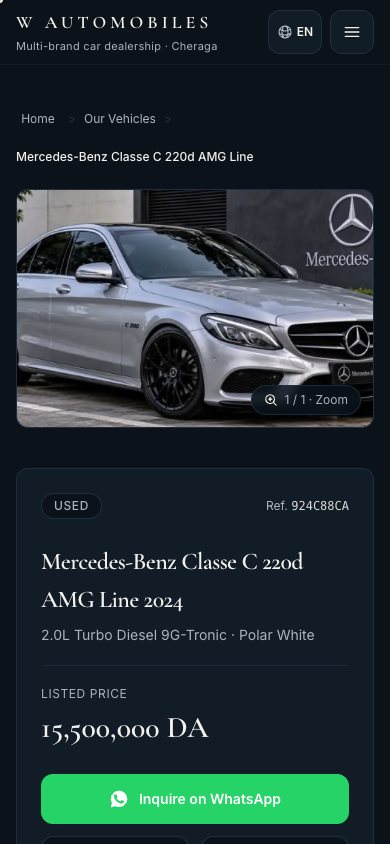 W AUTOMOBILES
Multi-brand car dealership · Cheraga
EN
Home > Our Vehicles >
Mercedes-Benz Classe C 220d AMG Line
Mercedes-
C 200
1 / 1 · Zoom
USED
Ref. 924C88CA
Mercedes-Benz Classe C 220d
AMG Line 2024
2.0L Turbo Diesel 9G-Tronic · Polar White
LISTED PRICE
15,500,000 DA
Inquire on WhatsApp